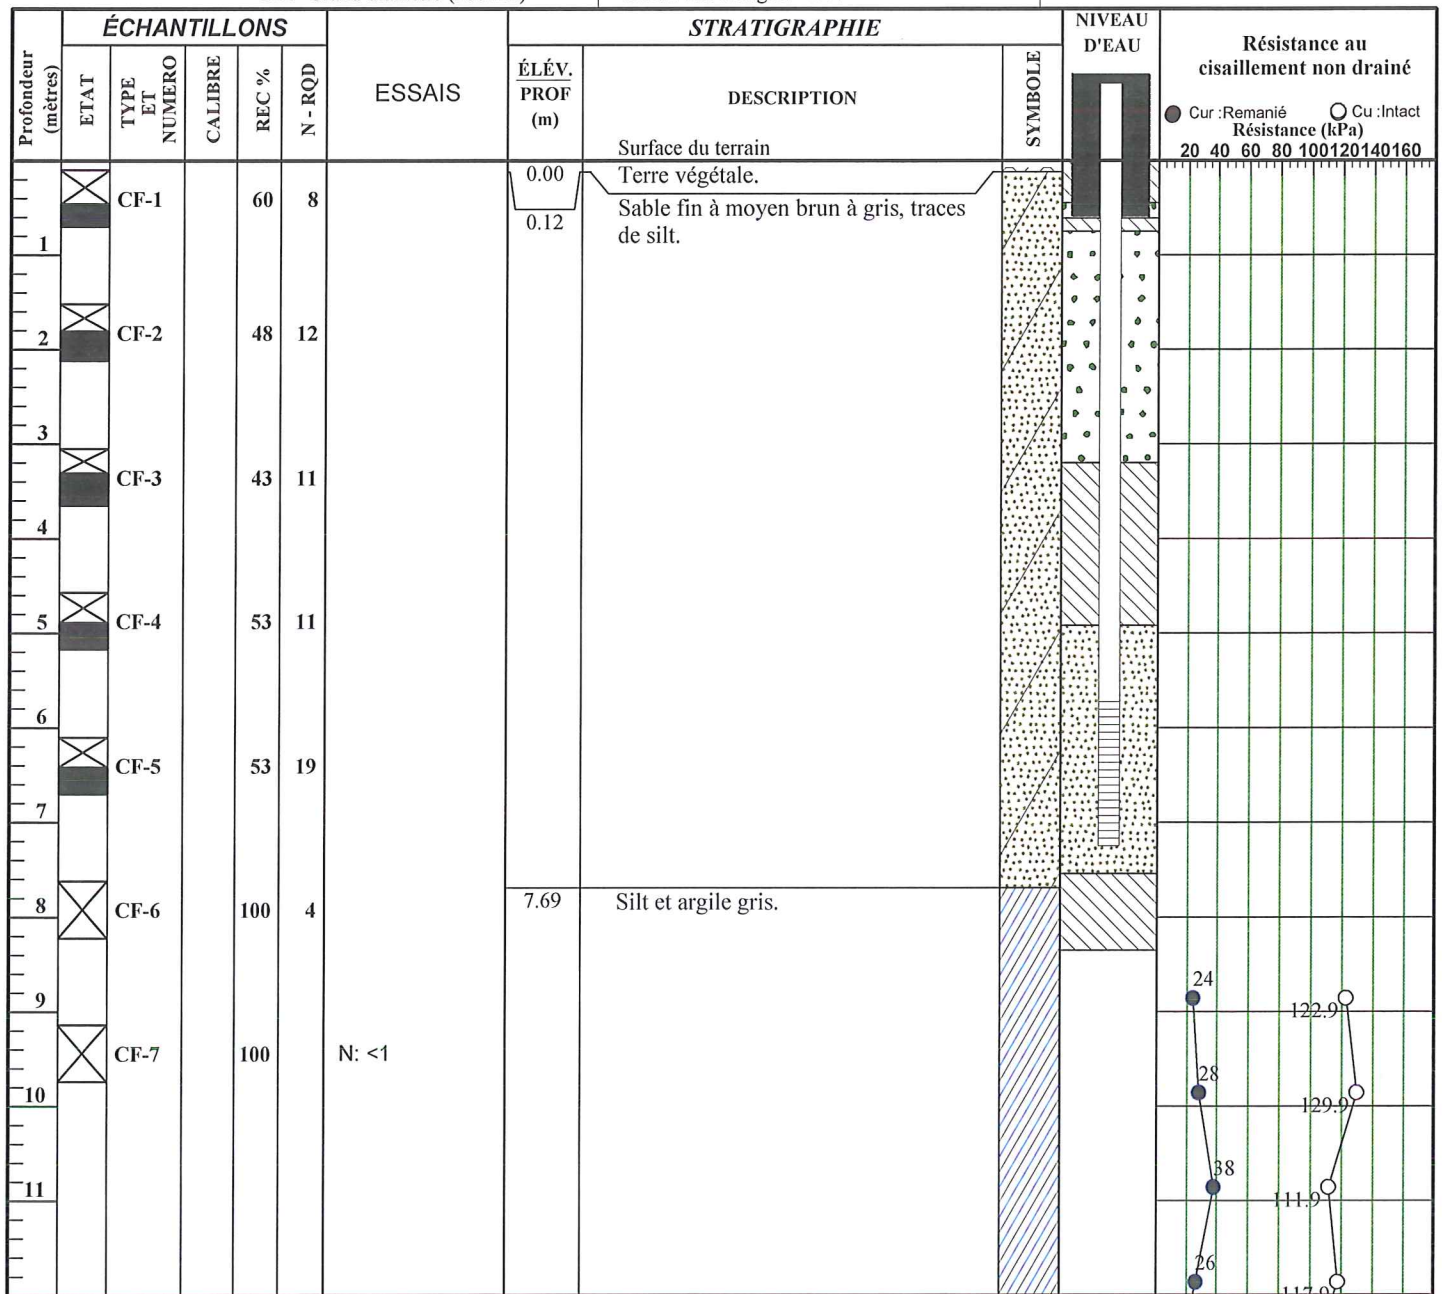 ÉCHANTILLONS
STRATIGRAPHIE
NIVEAU
D'EAU
Résistance au
cisaillement non drainé
Profondeur
(mètres)
ETAT
TYPE
ET
NUMERO
CALIBRE
REC %
N - RQD
ESSAIS
ÉLÉV.
PROF
(m)
DESCRIPTION
SYMBOLE
Cur :Remanié
Cu :Intact
Résistance (kPa)
20 40 60 80 100 120 140 160
Surface du terrain
0.00 Terre végétale.
CF-1 60 8
0.12 Sable fin à moyen brun à gris, traces
de silt.
1
CF-2 48 12
2
3
CF-3 43 11
4
CF-4 53 11
5
6
CF-5 53 19
7
7.69 Silt et argile gris.
8 CF-6 100 4
24
9 122.9
CF-7 100 N: <1
28
10 129.9
38
11 111.9
26
117.9